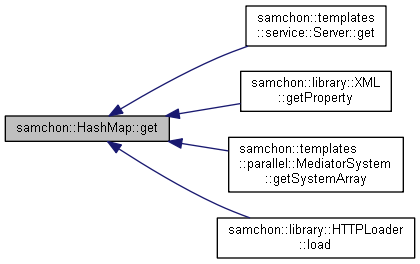 samchon::templates
::service::Server::get
samchon::library::XML
::getProperty
samchon::HashMap::get
samchon::templates
::parallel::MediatorSystem
::getSystemArray
samchon::library::HTTPLoader
::load